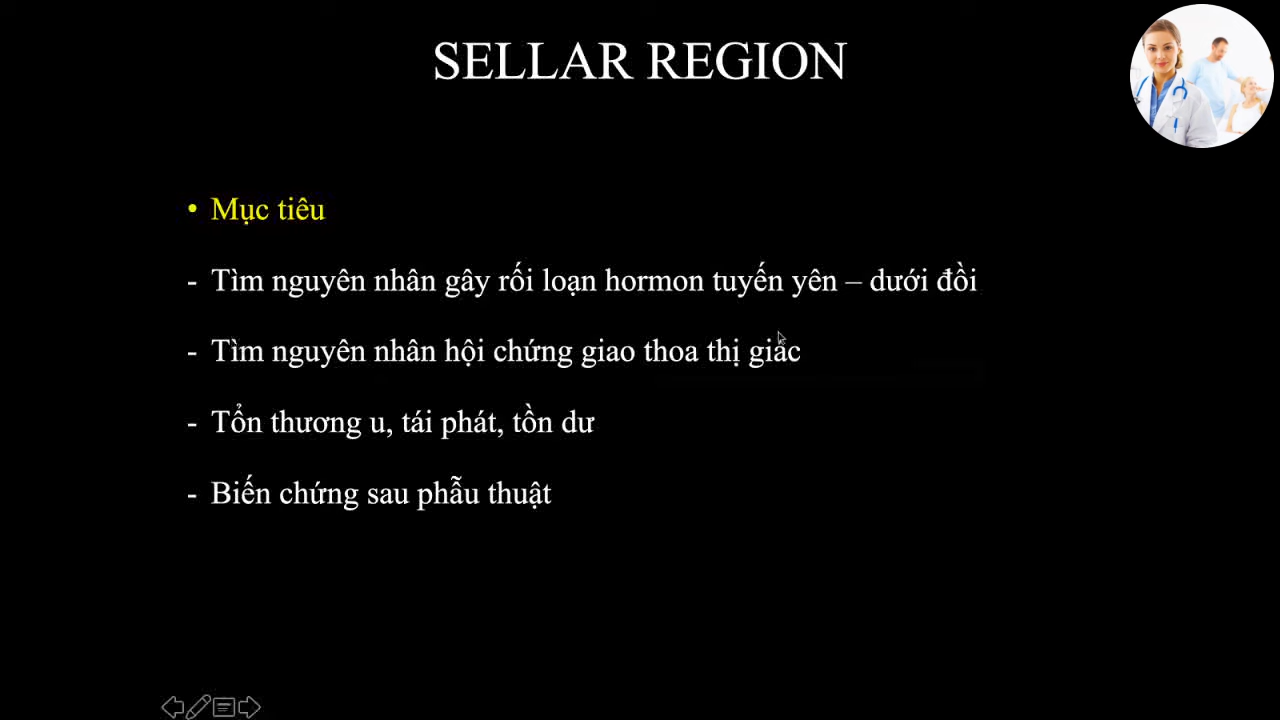 SELLAR REGION
• Mục tiêu
- Tìm nguyên nhân gây rối loạn hormon tuyến yên – dưới đồi
- Tìm nguyên nhân hội chứng giao thoa thị giác
- Tổn thương u, tái phát, tồn dư
- Biến chứng sau phẫu thuật